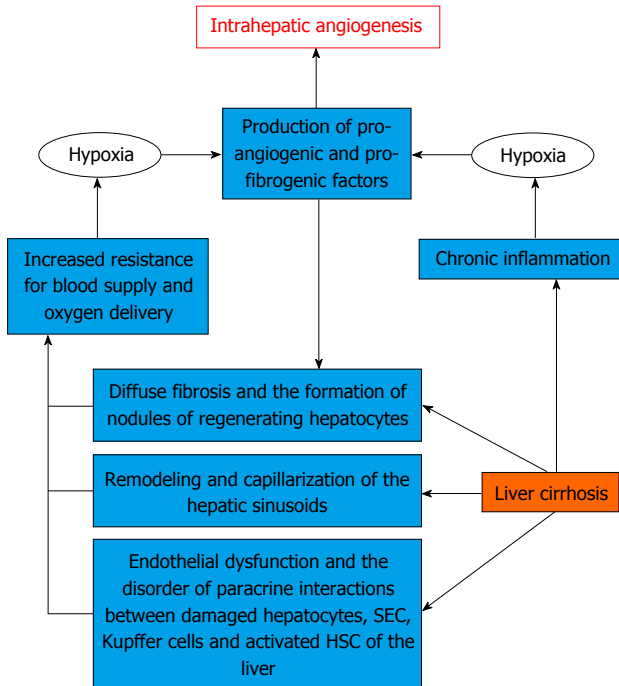 Intrahepatic angiogenesis
Production of pro-
angiogenic and pro-
fibrogenic factors
Hypoxia
Hypoxia
Increased resistance
for blood supply and
oxygen delivery
Chronic inflammation
Diffuse fibrosis and the formation of
nodules of regenerating hepatocytes
Remodeling and capillarization of the
hepatic sinusoids
Liver cirrhosis
Endothelial dysfunction and the
disorder of paracrine interactions
between damaged hepatocytes, SEC,
Kupffer cells and activated HSC of the
liver